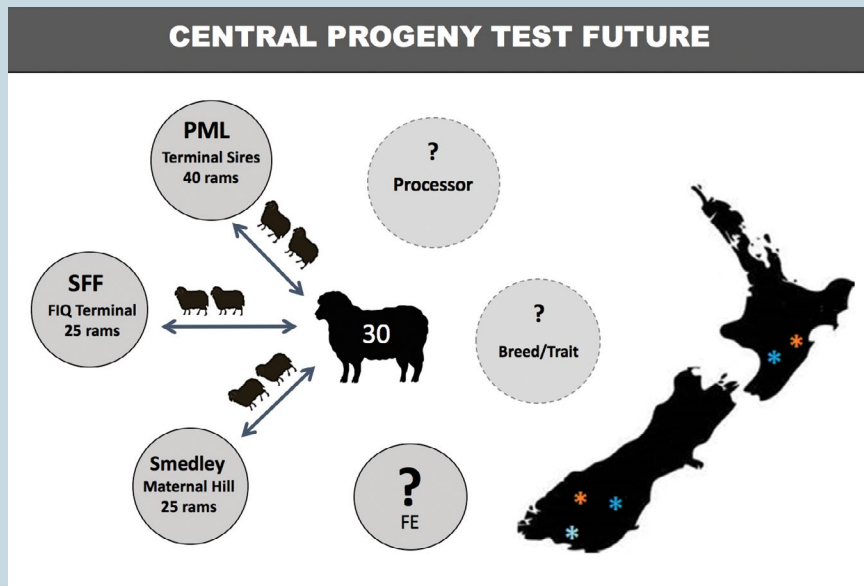 CENTRAL PROGENY TEST FUTURE
PML
Terminal Sires
40 rams
?
Processor
SFF
FIQ Terminal
25 rams
30
?
Breed/Trait
Smedley
Maternal Hill
25 rams
?
FE
*
*
*
*
*